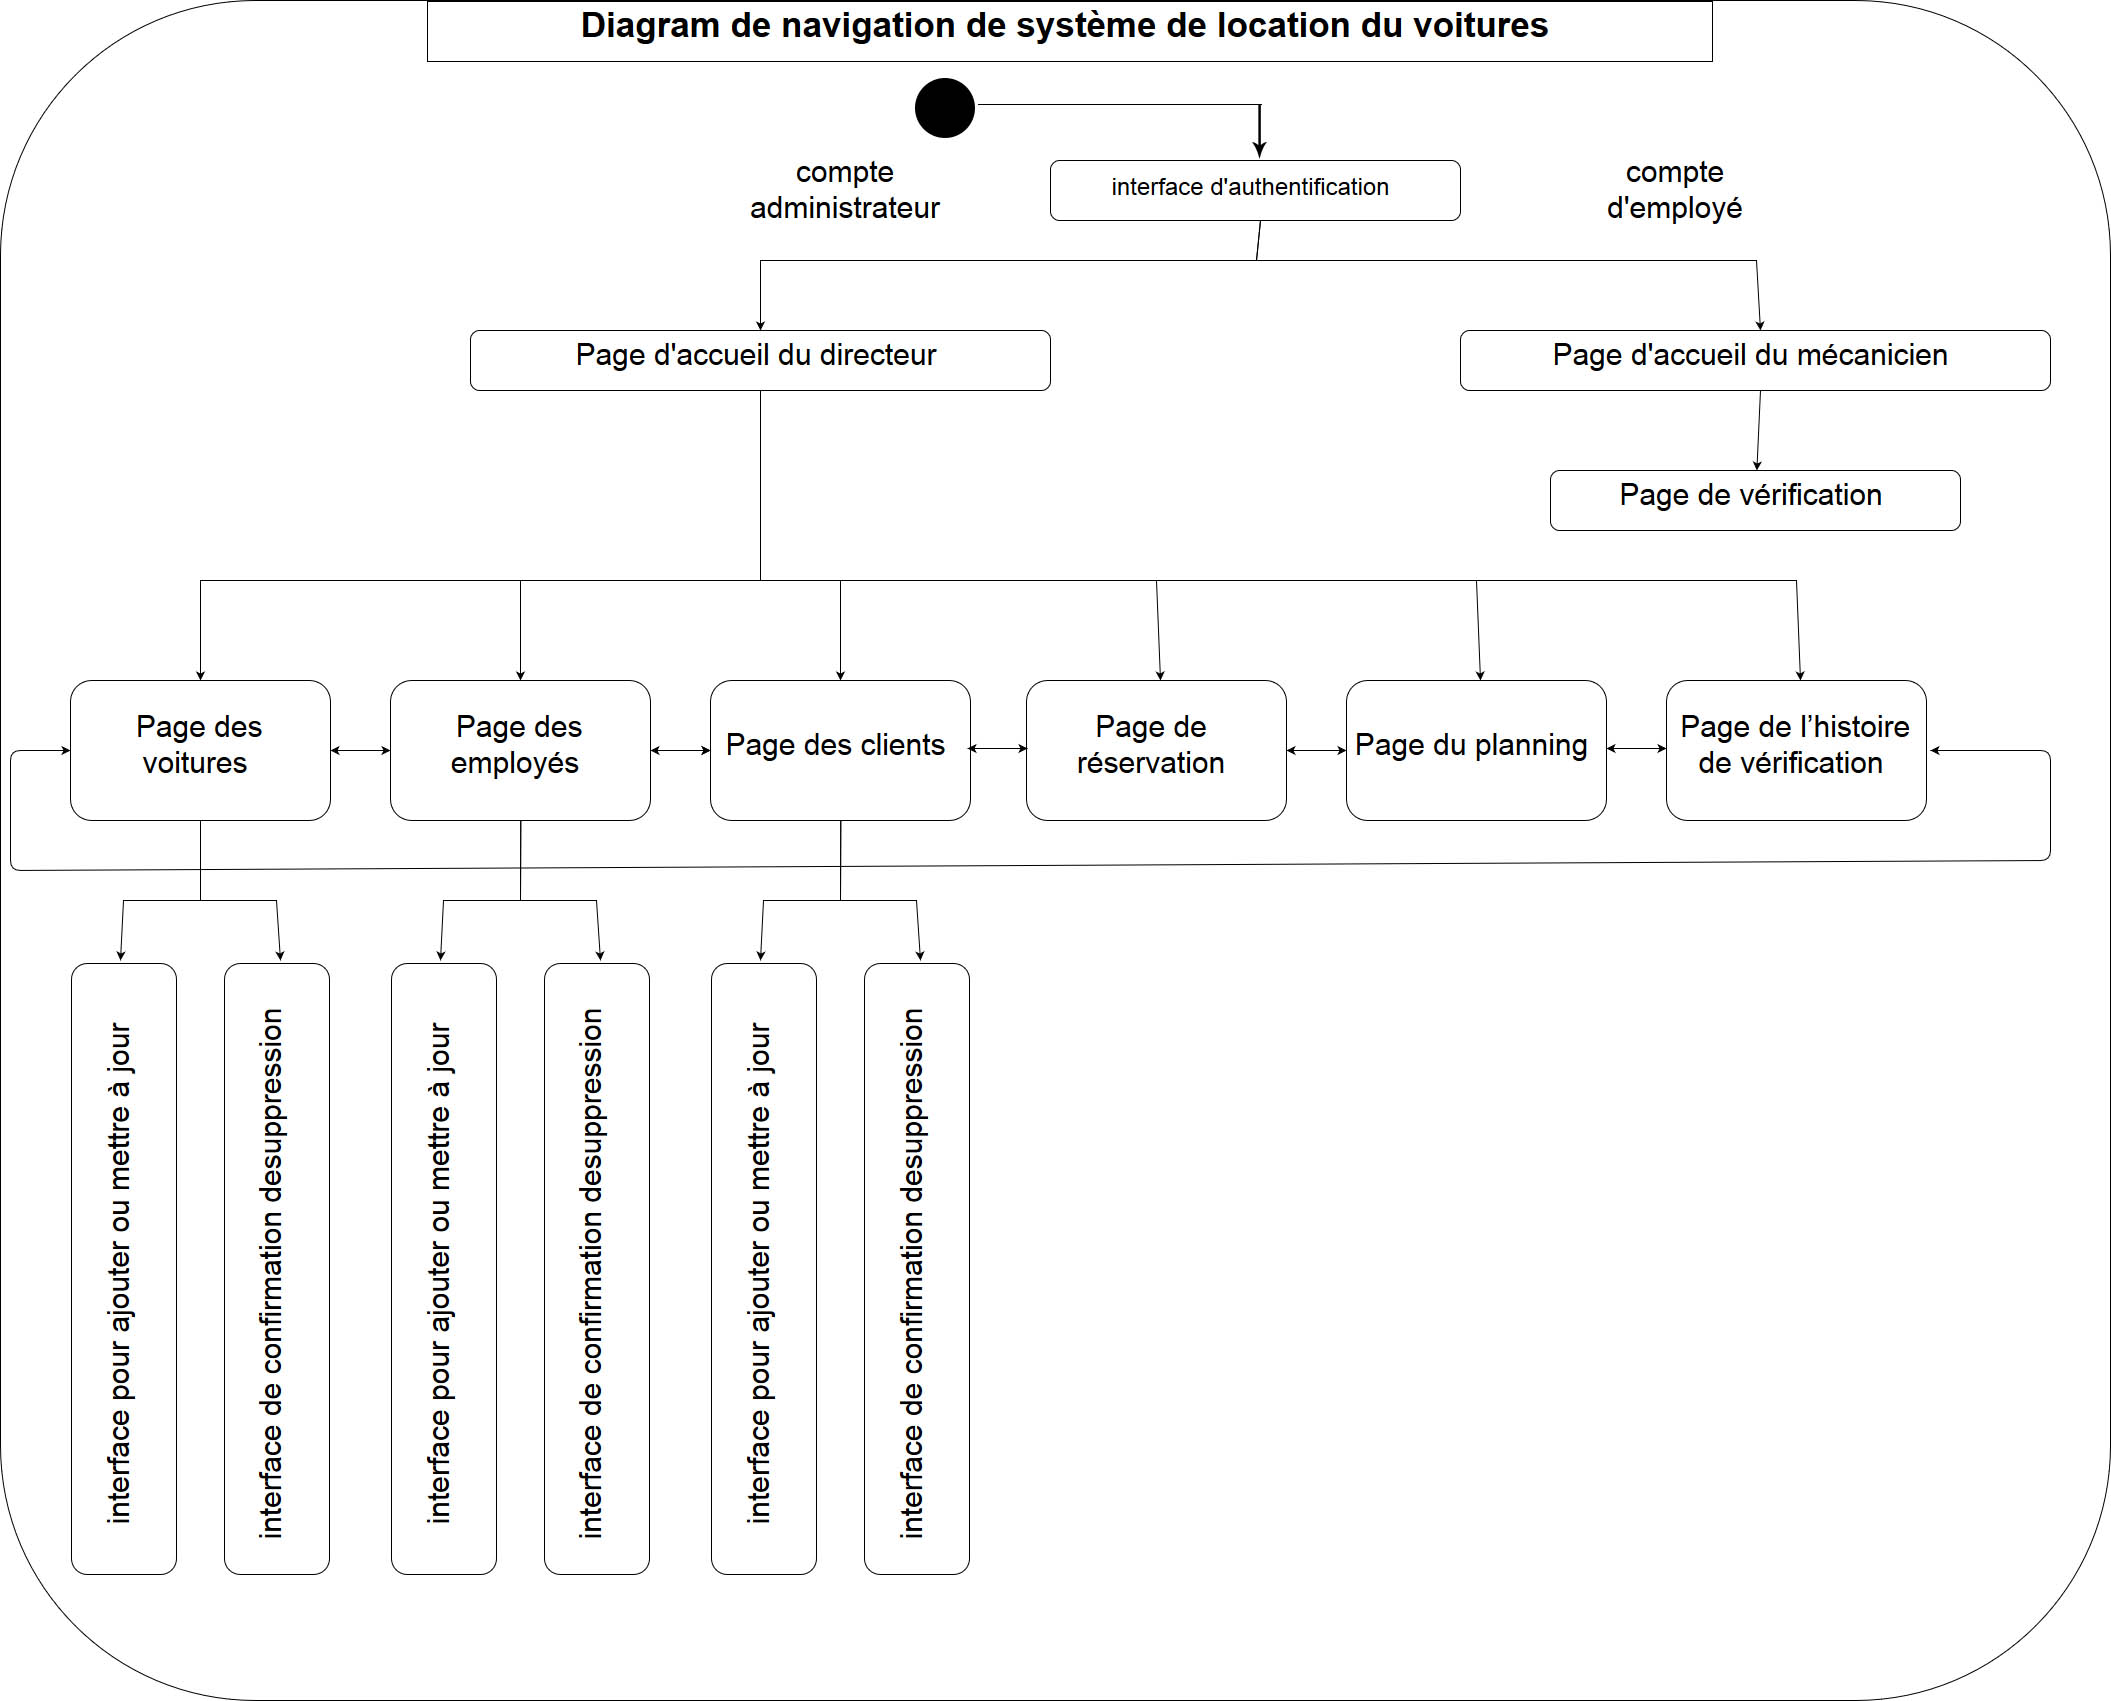 Diagram de navigation de système de location du voitures
compte
administrateur
interface d'authentification
compte
d'employé
Page d'accueil du directeur
Page d'accueil du mécanicien
Page de vérification
Page des
voitures
Page des
employés
Page des clients
Page de
réservation
Page du planning
Page de l’histoire
de vérification
interface pour ajouter ou mettre à jour
interface de confirmation desuppression
interface pour ajouter ou mettre à jour
interface de confirmation desuppression
interface pour ajouter ou mettre à jour
interface de confirmation desuppression